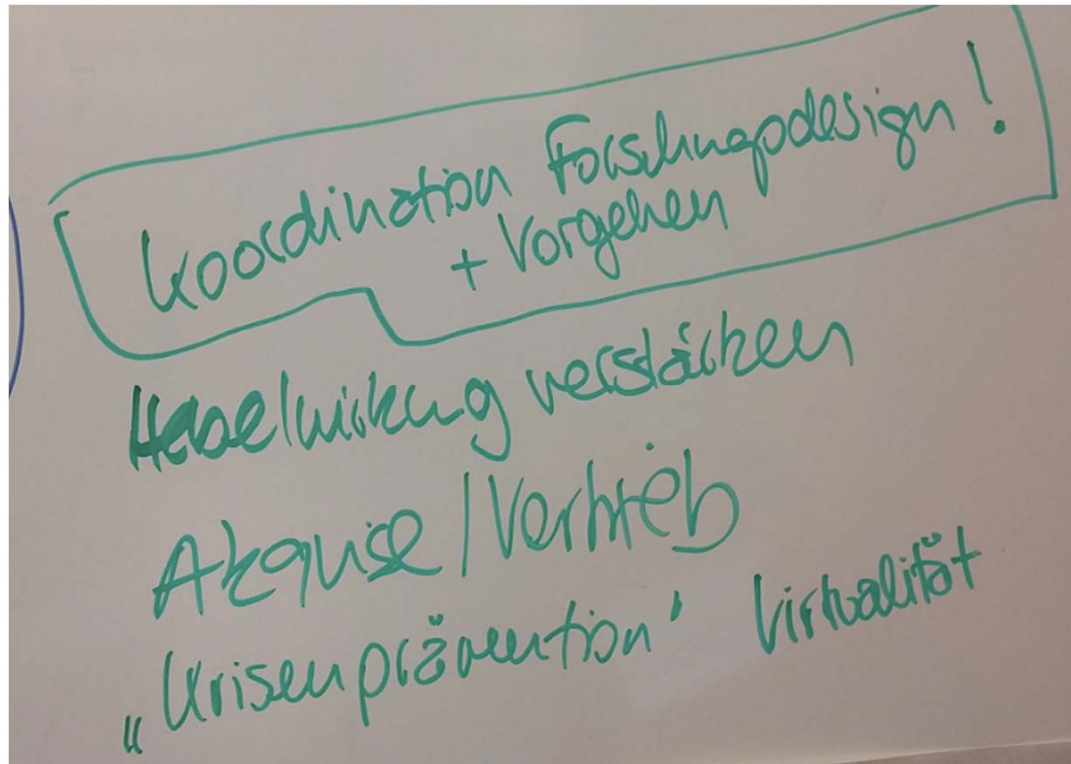 Koordination Forschungsdesign!
+ Vorgehen
Hebelwirkung verstärken
Akquise / Vertrieb
„Krisenprävention' Virtualität